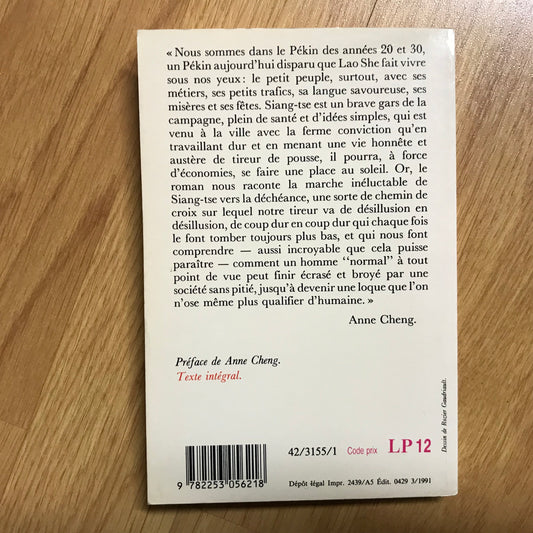 « Nous sommes dans le Pékin des années 20 et 30,
un Pékin aujourd'hui disparu que Lao She fait vivre
sous nos yeux : le petit peuple, surtout, avec ses
métiers, ses petits trafics, sa langue savoureuse, ses
misères et ses fêtes. Siang-tse est un brave gars de la
campagne, plein de santé et d'idées simples, qui est
venu à la ville avec la ferme conviction qu'en
travaillant dur et en menant une vie honnête et
austère de tireur de pousse, il pourra, à force
d'économies, se faire une place au soleil. Or, le
roman nous raconte la marche inéluctable de
Siang-tse vers la déchéance, une sorte de chemin de
croix sur lequel notre tireur va de désillusion en
désillusion, de coup dur en coup dur qui chaque fois
le font tomber toujours plus bas, et qui nous font
comprendre — aussi incroyable que cela puisse
paraître — comment un homme ‘‘normal’’ à tout
point de vue peut finir écrasé et broyé par une
société sans pitié, jusqu'à devenir une loque que l'on
n'ose même plus qualifier d'humaine. »
Anne Cheng.
Préface de Anne Cheng.
Texte intégral.
Dessin de Rozier Gaudriault.
42/3155/1 Code prix LP 12
9 782253 056218
Dépôt légal Impr. 2439/A5 Édit. 0429 3/1991